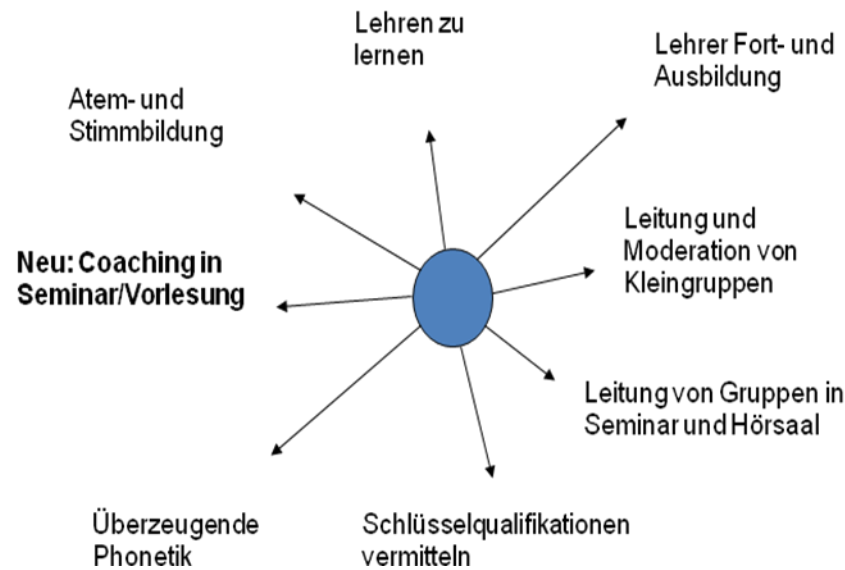 Lehren zu
lernen
Lehrer Fort- und
Ausbildung
Atem- und
Stimmbildung
Leitung und
Moderation von
Kleingruppen
Neu: Coaching in
Seminar/Vorlesung
Leitung von Gruppen in
Seminar und Hörsaal
Überzeugende
Phonetik
Schlüsselqualifikationen
vermitteln